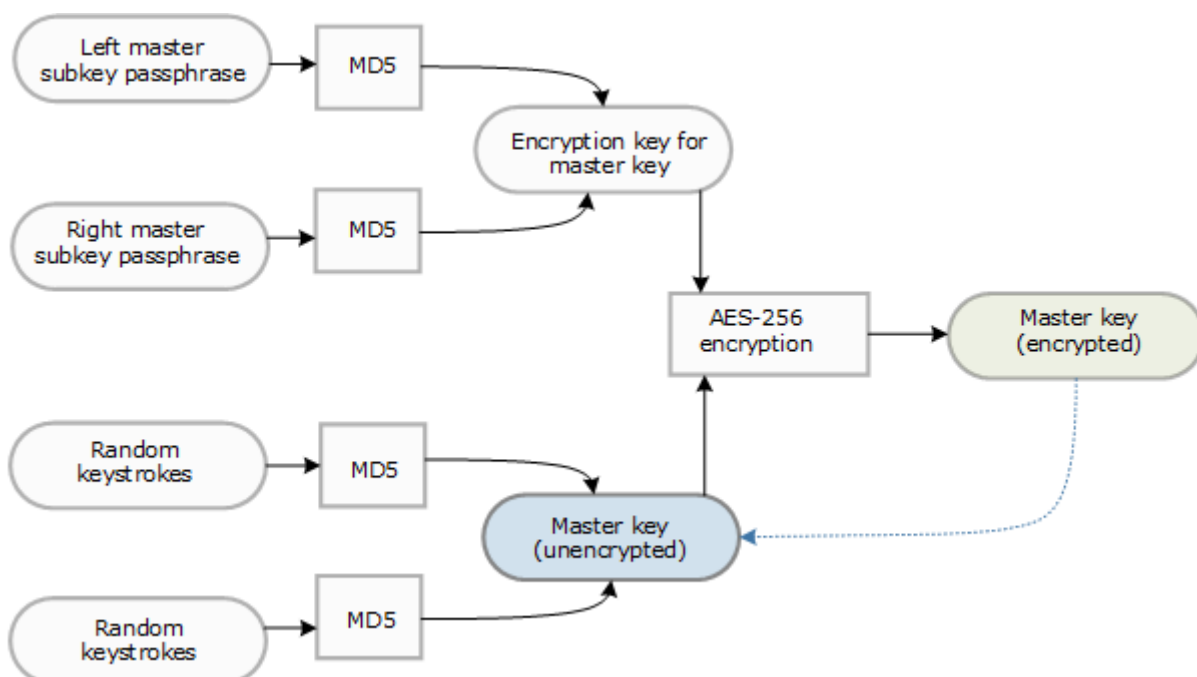 Left master
subkey passphrase
MD5
Encryption key for
master key
Right master
subkey passphrase
MD5
AES-256
encryption
Master key
(encrypted)
Random
keystrokes
MD5
Master key
(unencrypted)
Random
keystrokes
MD5